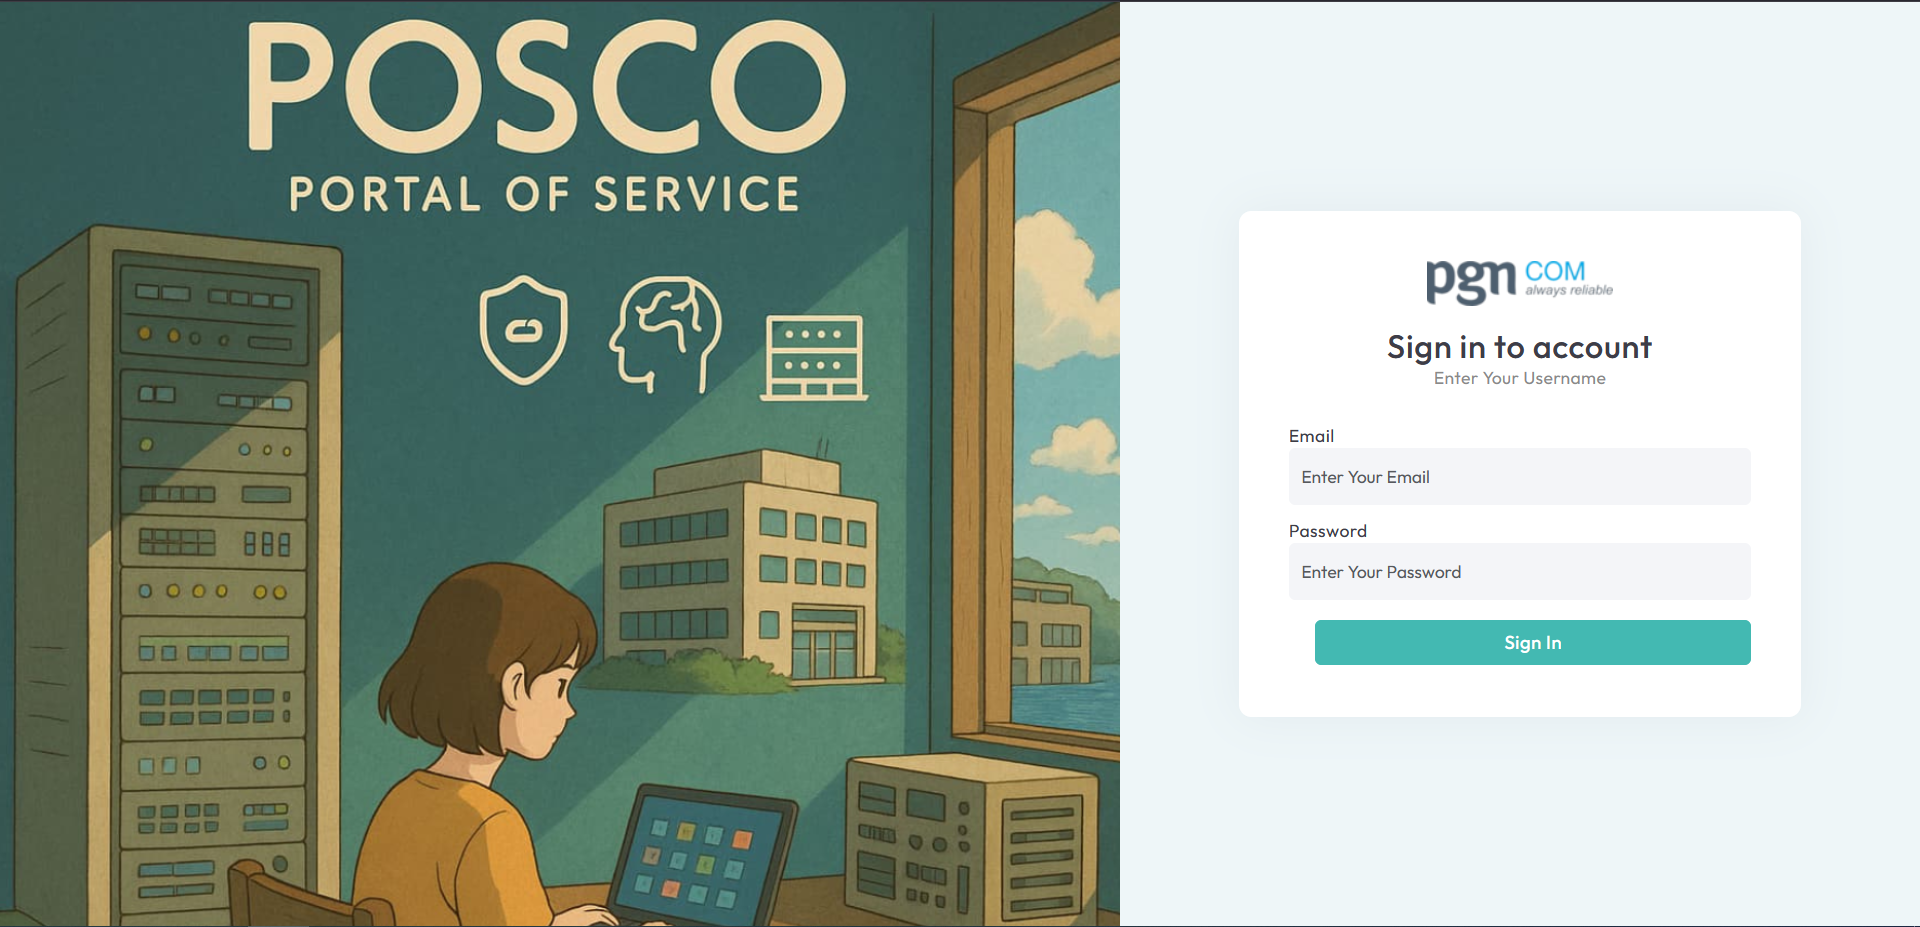 POSCO
PORTAL OF SERVICE
pgn COM
always reliable
Sign in to account
Enter Your Username
Email
Enter Your Email
Password
Enter Your Password
Sign In